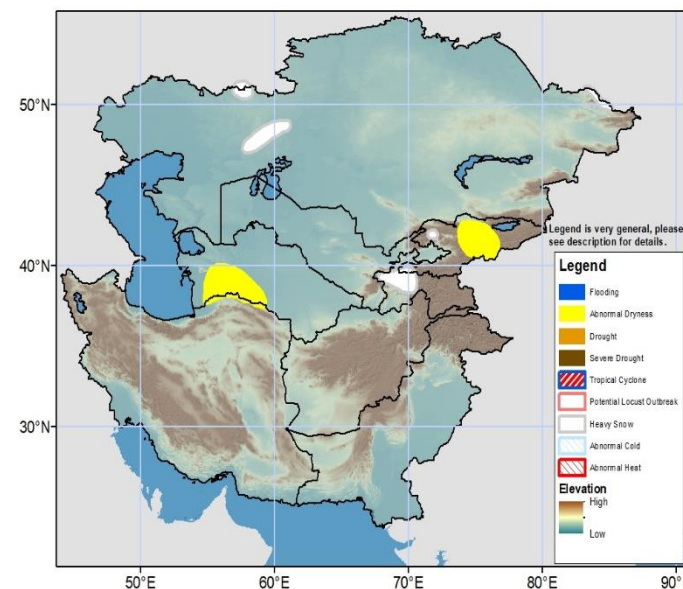 50°N
40°N
30°N
50°E
60°E
70°E
80°E
90°
Legend is very general, please
see description for details.
Legend
Flooding
Abnormal Dryness
Drought
Severe Drought
Tropical Cyclone
Potential Locust Outbreak
Heavy Snow
Abnormal Cold
Abnormal Heat
Elevation
High
Low